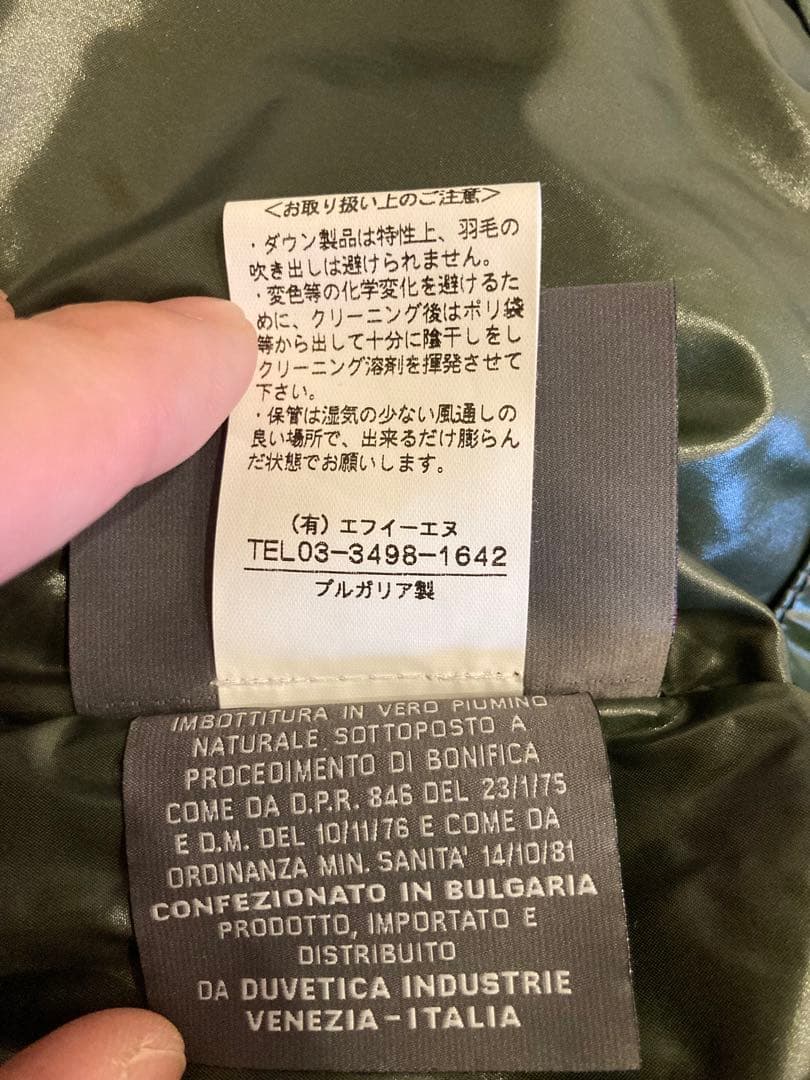 ＜お取り扱い上のご注意＞
・ダウン製品は特性上、羽毛の
吹き出しは避けられません。
・変色等の化学変化を避けるた
めに、クリーニング後はポリ袋
等から出して十分に陰干しをし
クリーニング溶剤を揮発させて
下さい。
・保管は湿気の少ない風通しの
良い場所で、出来るだけ膨らん
だ状態でお願いします。
(有) エフィーエヌ
TEL03-3498-1642
ブルガリア製
IMBOTTITURA IN VERO PIUMINO
NATURALE SOTTOPOSTO A
PROCEDIMENTO DI BONIFICA
COME DA D.P.R. 846 DEL 23/1/75
E D.M. DEL 10/11/76 E COME DA
ORDINANZA MIN. SANITA' 14/10/81
CONFEZIONATO IN BULGARIA
PRODOTTO, IMPORTATO E
DISTRIBUITO
DA DUVETICA INDUSTRIE
VENEZIA-ITALIA